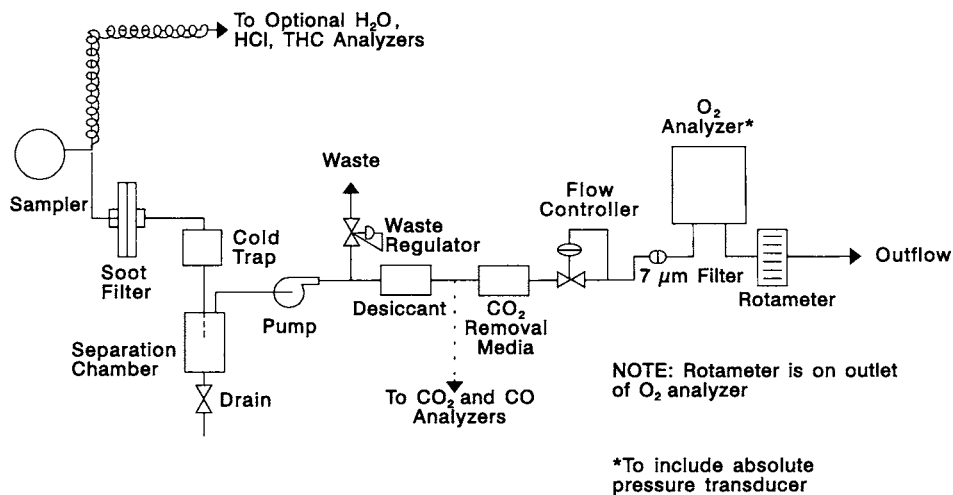 To Optional H₂O,
HCl, THC Analyzers
O₂
Analyzer*
Waste
Flow
Controller
Sampler
Waste
Regulator
Cold
Trap
Outflow
Soot
Filter
7 µm Filter
Desiccant
Rotameter
Pump
CO₂
Removal
Media
Separation
Chamber
NOTE: Rotameter is on outlet
of O₂ analyzer
Drain
To CO₂ and CO
Analyzers
*To include absolute
pressure transducer